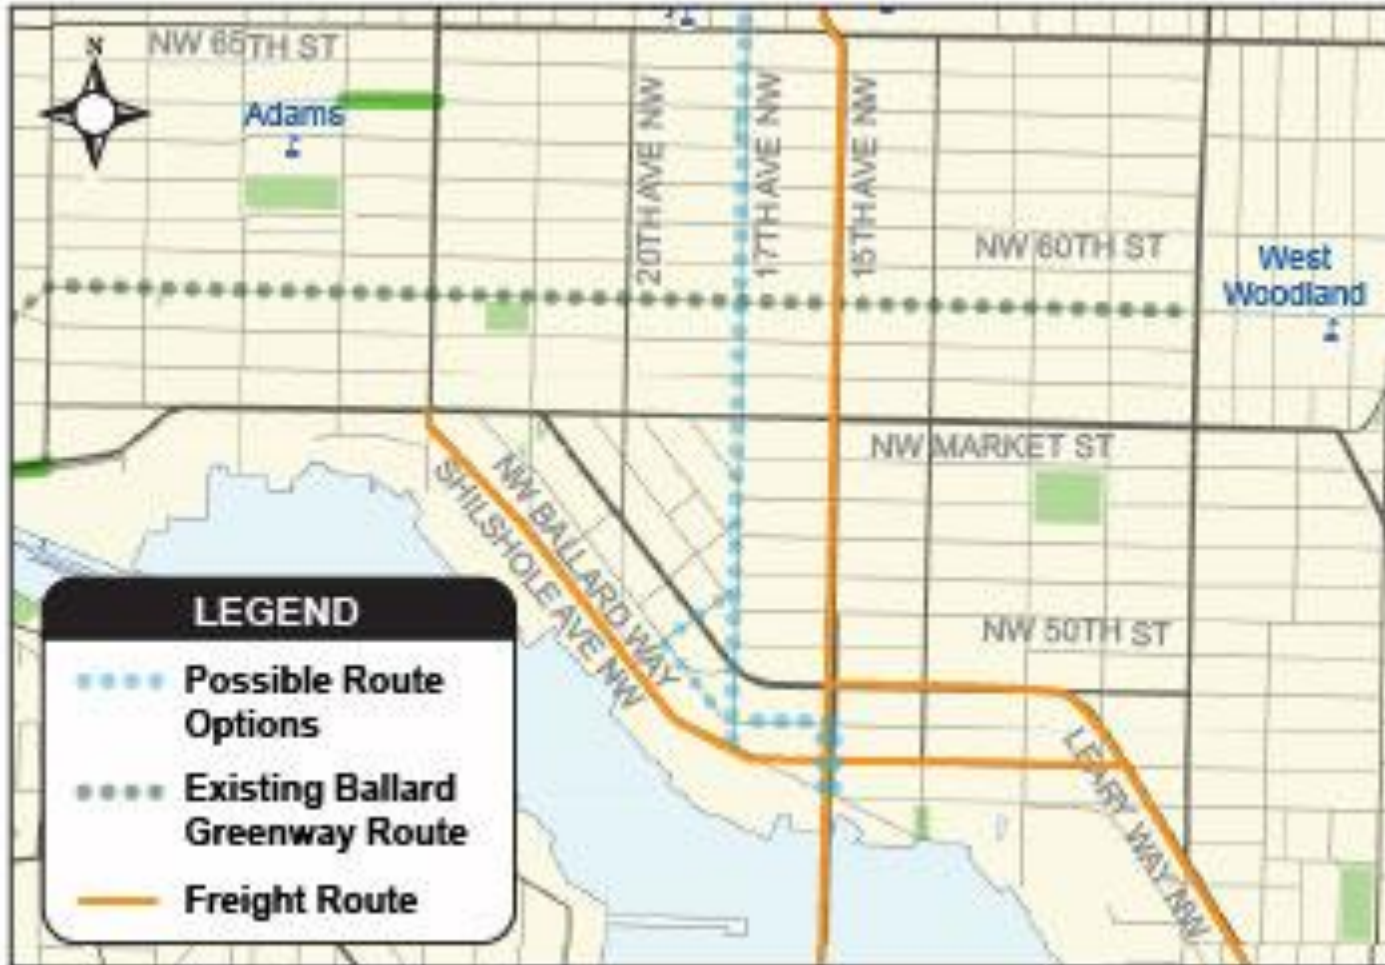 N
NW 65TH ST
Adams
20TH AVE NW
17TH AVE NW
15TH AVE NW
NW 60TH ST
West
Woodland
NW MARKET ST
NW BALLARD WAY
SHILSHOLE AVE NW
NW 50TH ST
LEARY WAY NW
LEGEND
Possible Route
Options
Existing Ballard
Greenway Route
Freight Route